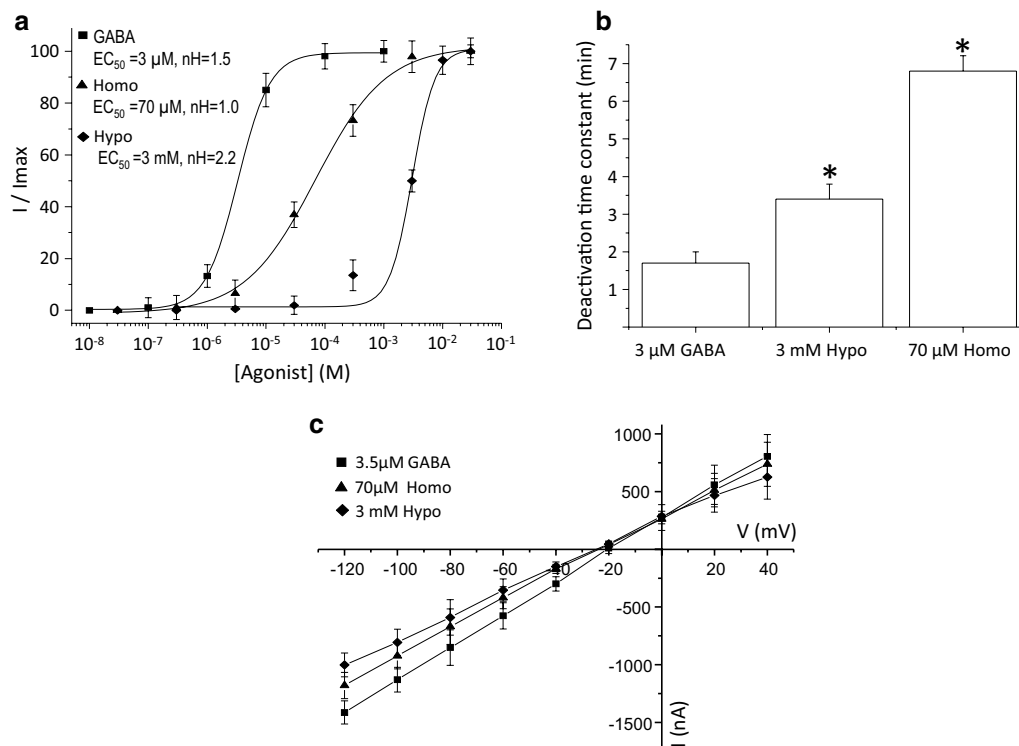 a
GABA
EC50 =3 µM, nH=1.5
Homo
EC50 =70 µM, nH=1.0
Hypo
EC50 =3 mM, nH=2.2
I / Imax
100
80
60
40
20
0
10-8 10-7 10-6 10-5 10-4 10-3 10-2 10-1
[Agonist] (M)
b
Deactivation time constant (min)
7
6
5
4
3
2
1
* *
3 µM GABA 3 mM Hypo 70 µM Homo
c
3.5µM GABA
70µM Homo
3 mM Hypo
1000
500
-500
-1000
-1500
V (mV)
-120 -100 -80 -60 -40 -20 0 20 40
I (nA)